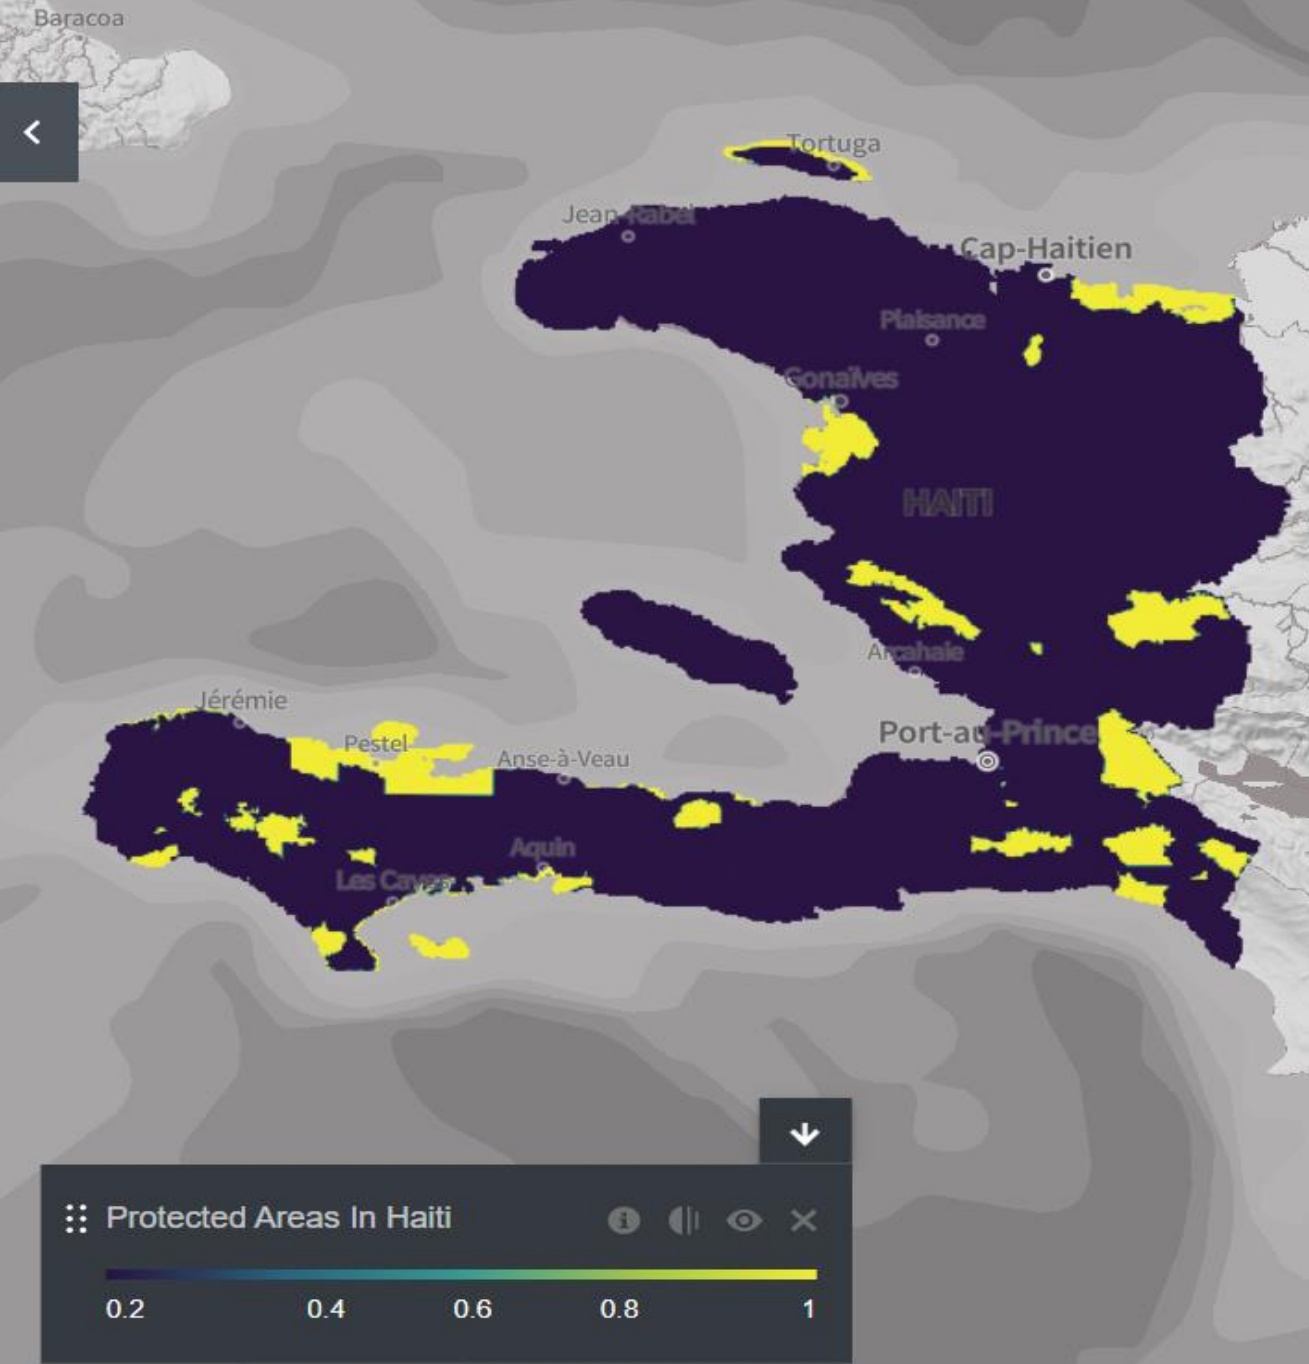 Baracoa
Tortuga
Jean-Rabel
Cap-Haitien
Plaisance
Gonaïves
HAITI
Arcahaie
Jérémie
Port-au-Prince
Pestel
Anse-à-Veau
Aquin
Les Cayes
Protected Areas In Haiti
0.2 0.4 0.6 0.8 1